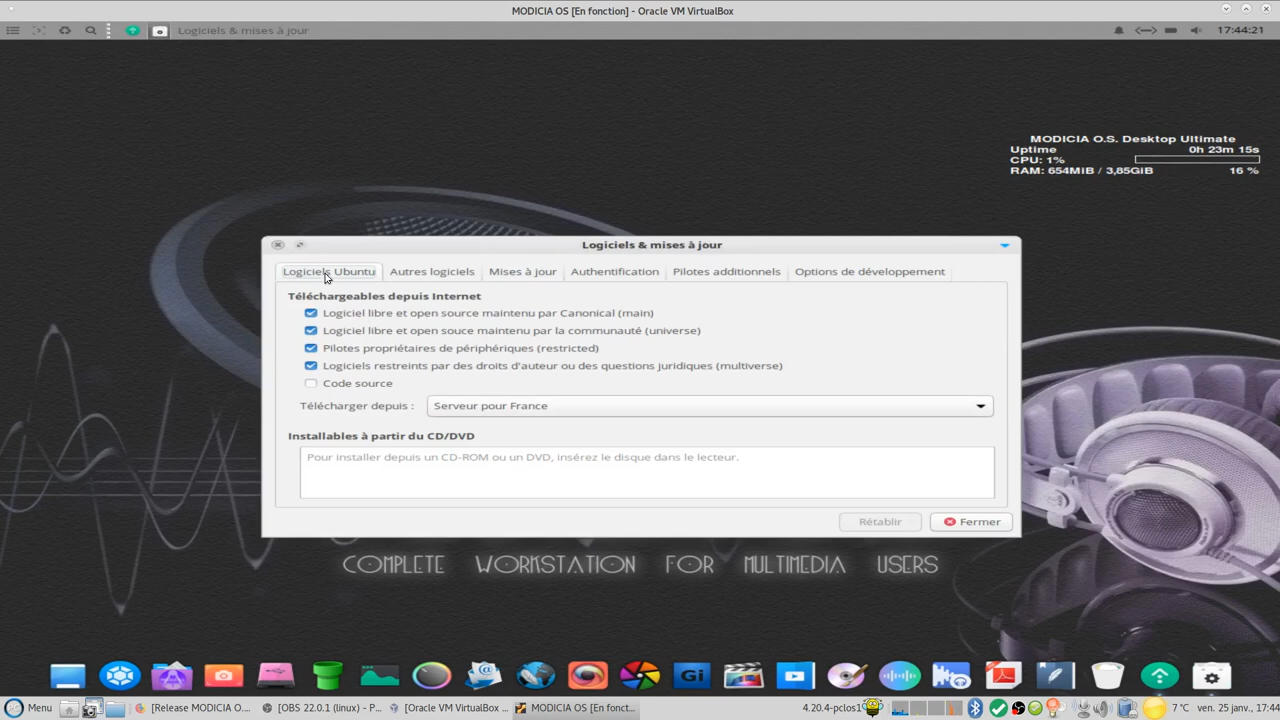 MODICIA OS [En fonction] - Oracle VM VirtualBox
Logiciels & mises à jour
17:44:21
MODICIA O.S. Desktop Ultimate
Uptime 0h 23m 15s
CPU: 1%
RAM: 654MiB / 3,85GiB 16 %
Logiciels & mises à jour
Logiciels Ubuntu Autres logiciels Mises à jour Authentification Pilotes additionnels Options de développement
Téléchargeables depuis Internet
Logiciel libre et open source maintenu par Canonical (main)
Logiciel libre et open souce maintenu par la communauté (universe)
Pilotes propriétaires de périphériques (restricted)
Logiciels restreints par des droits d'auteur ou des questions juridiques (multiverse)
Code source
Télécharger depuis : Serveur pour France
Installables à partir du CD/DVD
Pour installer depuis un CD-ROM ou un DVD, insérez le disque dans le lecteur.
Rétablir Fermer
COMPLETE WORKSTATION FOR MULTIMEDIA USERS
Gi
Menu [Release MODICIA O... [OBS 22.0.1 (linux) - P... [Oracle VM VirtualBox ... MODICIA OS [En fonct... 4.20.4-pclos1 7 °C ven. 25 janv., 17:44